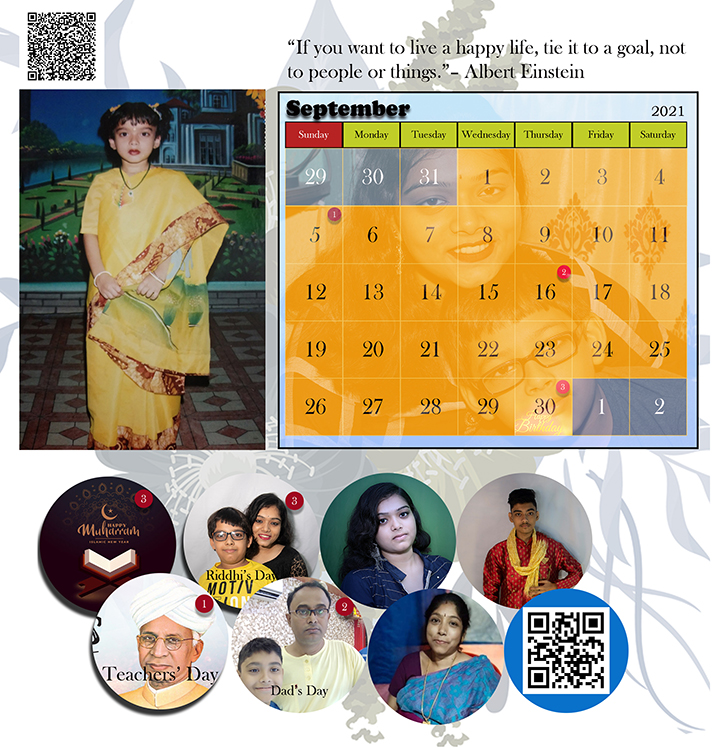 “If you want to live a happy life, tie it to a goal, not
to people or things.”– Albert Einstein
September
2021
Sunday Monday Tuesday Wednesday Thursday Friday Saturday
29 30 31 1 2 3 4
1
5 6 7 8 9 10 11
2
12 13 14 15 16 17 18
19 20 21 22 23 24 25
3
26 27 28 29 30 1 2
Birthday
3
HAPPY
Muharram
ISLAMIC NEW YEAR
3
Riddhi's Day
MOTIV
1
Teachers' Day
2
Dad's Day